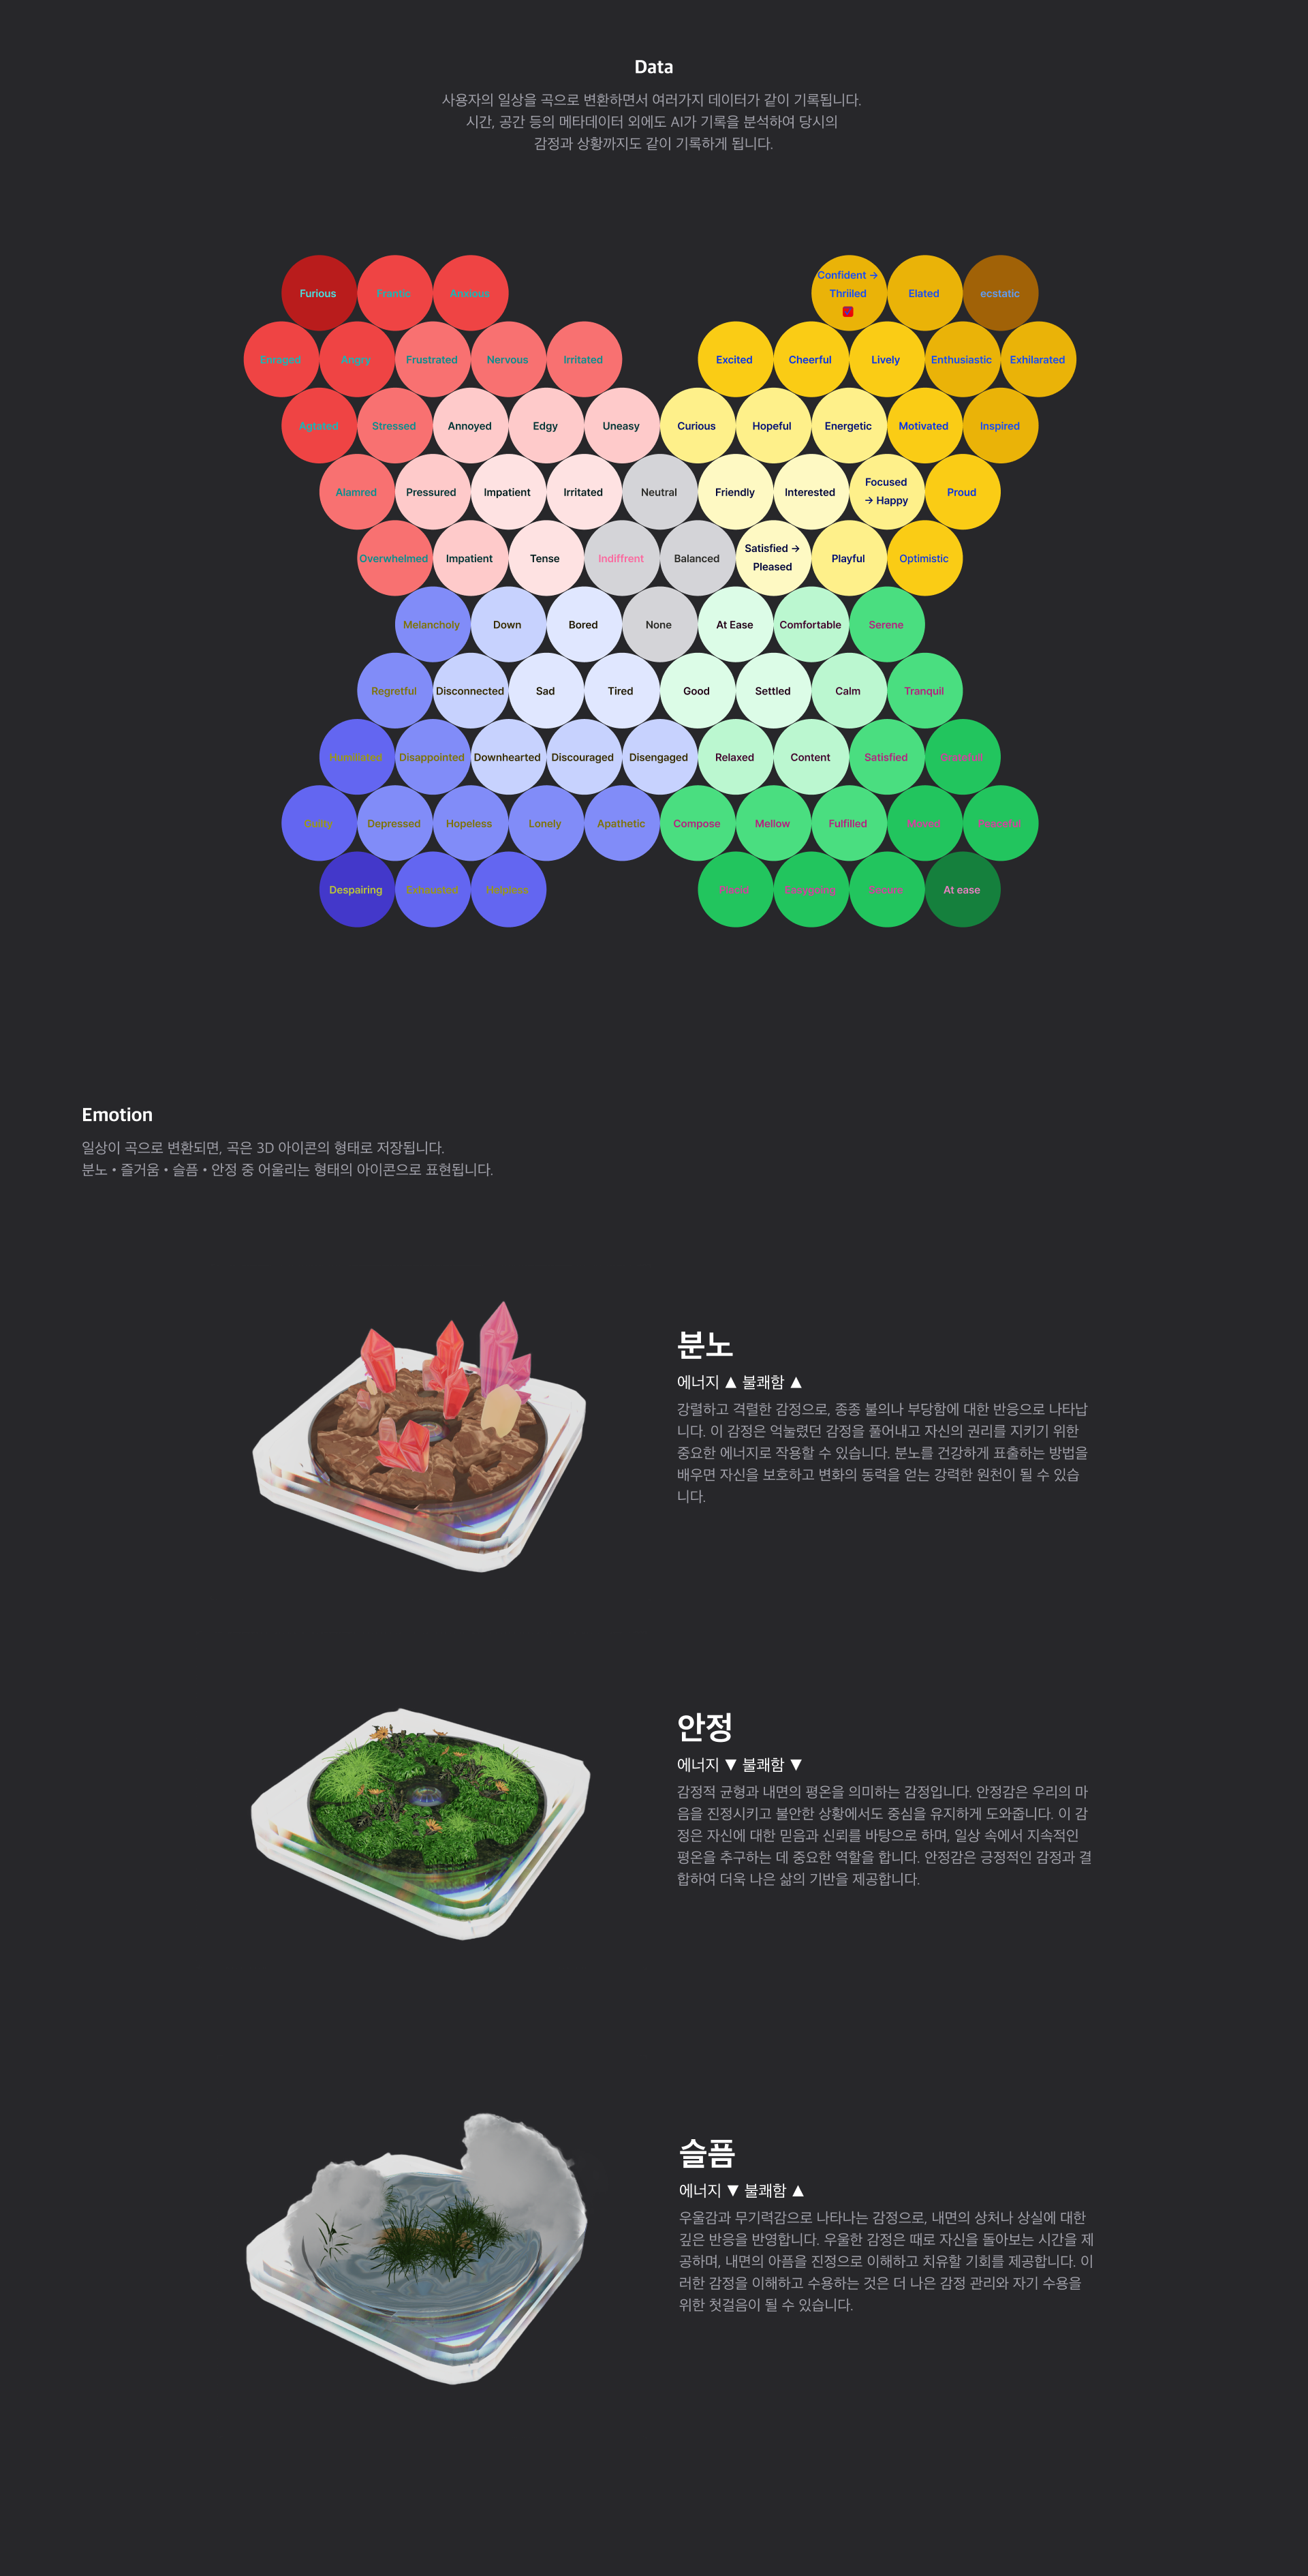 Data
사용자의 일상을 곡으로 변환하면서 여러가지 데이터가 같이 기록됩니다.
시간, 공간 등의 메타데이터 외에도 AI가 기록을 분석하여 당시의
감정과 상황까지도 같이 기록하게 됩니다.
Furious Frantic Anxious Confident → Thriiled Elated ecstatic
Enraged Angry Frustrated Nervous Irritated Excited Cheerful Lively Enthusiastic Exhilarated
Agitated Stressed Annoyed Edgy Uneasy Curious Hopeful Energetic Motivated Inspired
Alamred Pressured Impatient Irritated Neutral Friendly Interested Focused → Happy Proud
Overwhelmed Impatient Tense Indiffrent Balanced Satisfied → Pleased Playful Optimistic
Melancholy Down Bored None At Ease Comfortable Serene
Regretful Disconnected Sad Tired Good Settled Calm Tranquil
Humiliated Disappointed Downhearted Discouraged Disengaged Relaxed Content Satisfied Gratefull
Guilty Depressed Hopeless Lonely Apathetic Compose Mellow Fulfilled Moved Peaceful
Despairing Exhausted Helpless Placid Easygoing Secure At ease
Emotion
일상이 곡으로 변환되면, 곡은 3D 아이콘의 형태로 저장됩니다.
분노 • 즐거움 • 슬픔 • 안정 중 어울리는 형태의 아이콘으로 표현됩니다.
분노
에너지 ▲ 불쾌함 ▲
강렬하고 격렬한 감정으로, 종종 불의나 부당함에 대한 반응으로 나타납
니다. 이 감정은 억눌렸던 감정을 풀어내고 자신의 권리를 지키기 위한
중요한 에너지로 작용할 수 있습니다. 분노를 건강하게 표출하는 방법을
배우면 자신을 보호하고 변화의 동력을 얻는 강력한 원천이 될 수 있습
니다.
안정
에너지 ▼ 불쾌함 ▼
감정적 균형과 내면의 평온을 의미하는 감정입니다. 안정감은 우리의 마
음을 진정시키고 불안한 상황에서도 중심을 유지하게 도와줍니다. 이 감
정은 자신에 대한 믿음과 신뢰를 바탕으로 하며, 일상 속에서 지속적인
평온을 추구하는 데 중요한 역할을 합니다. 안정감은 긍정적인 감정과 결
합하여 더욱 나은 삶의 기반을 제공합니다.
슬픔
에너지 ▼ 불쾌함 ▲
우울감과 무기력감으로 나타나는 감정으로, 내면의 상처나 상실에 대한
깊은 반응을 반영합니다. 우울한 감정은 때로 자신을 돌아보는 시간을 제
공하며, 내면의 아픔을 진정으로 이해하고 치유할 기회를 제공합니다. 이
러한 감정을 이해하고 수용하는 것은 더 나은 감정 관리와 자기 수용을
위한 첫걸음이 될 수 있습니다.